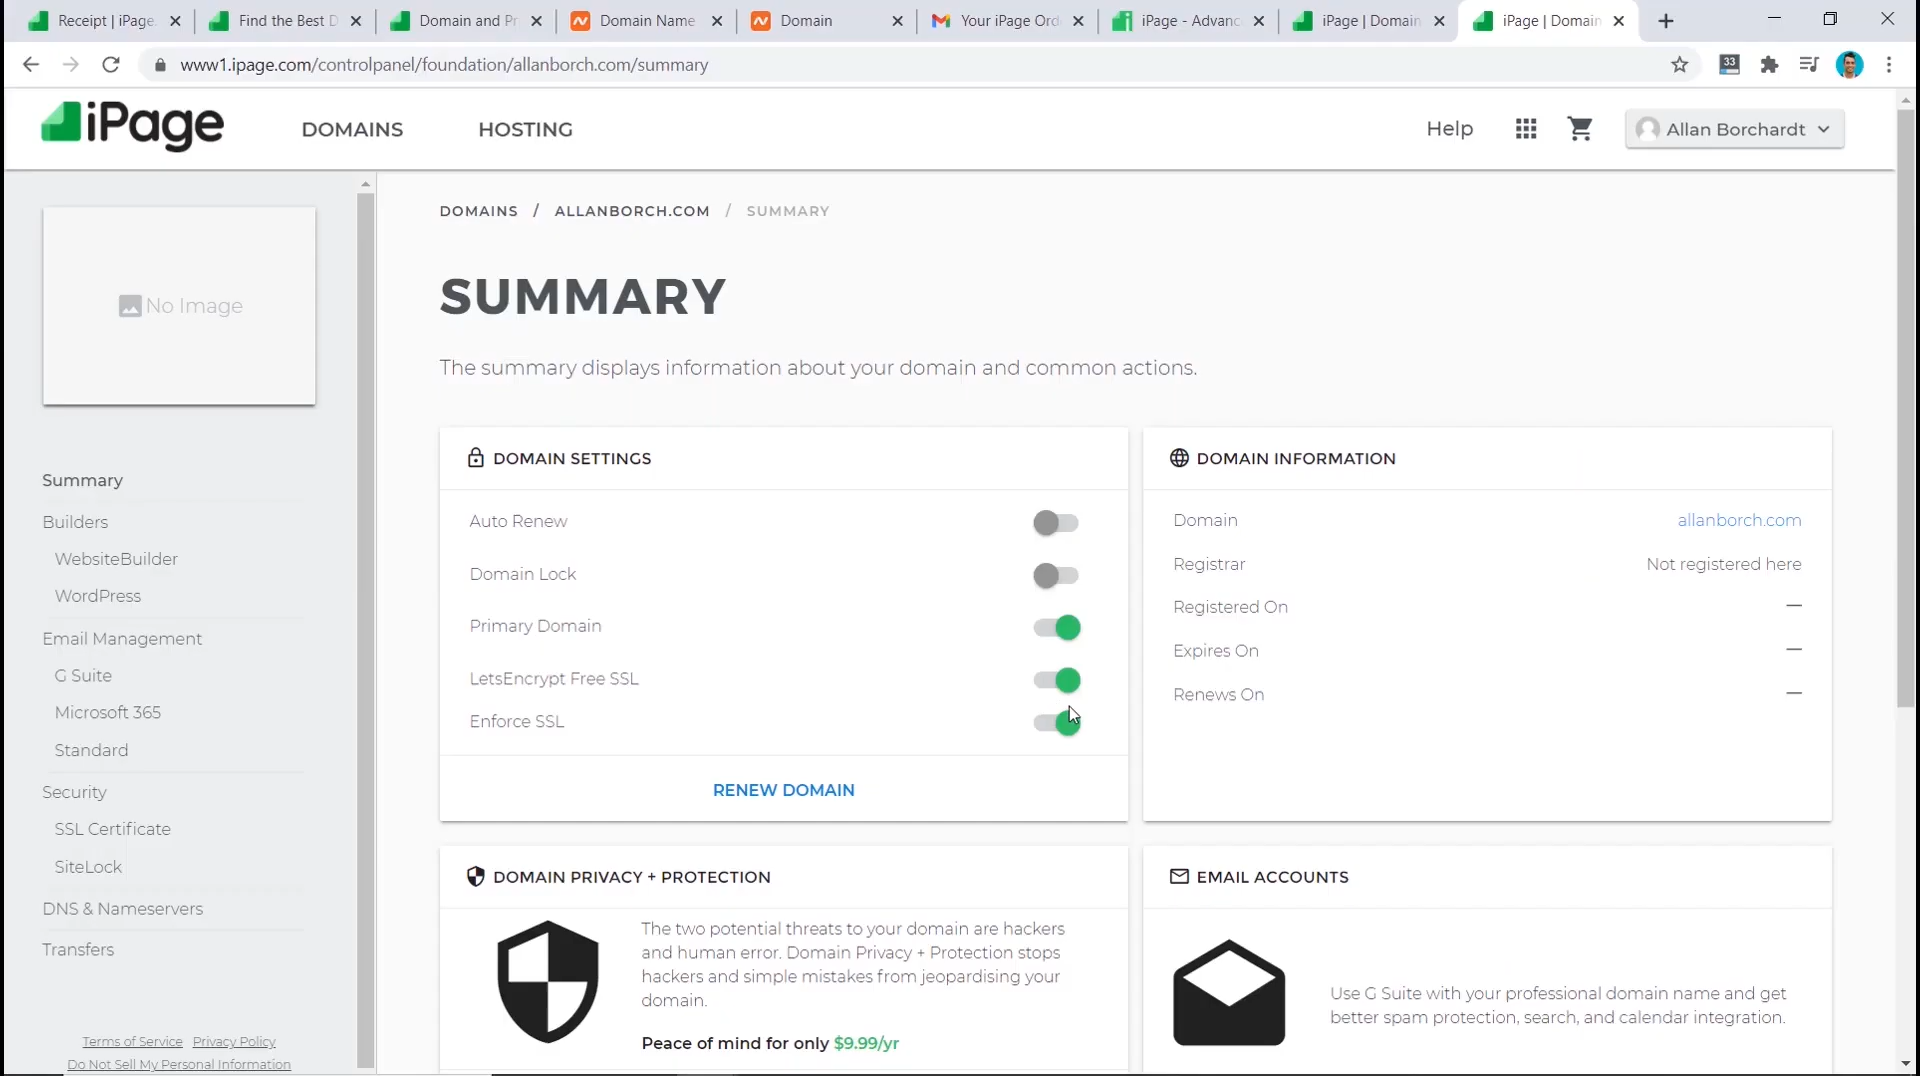 Receipt | iPage.
Find the Best D
Domain and Pr
Domain Name
Domain
Your iPage Ord
iPage - Advanc
iPage | Domain
iPage | Domain
www1.ipage.com/controlpanel/foundation/allanborch.com/summary
33
iPage
DOMAINS
HOSTING
Help
Allan Borchardt
No Image
Summary
Builders
WebsiteBuilder
WordPress
Email Management
G Suite
Microsoft 365
Standard
Security
SSL Certificate
SiteLock
DNS & Nameservers
Transfers
Terms of Service Privacy Policy
Do Not Sell My Personal Information
DOMAINS / ALLANBORCH.COM / SUMMARY
SUMMARY
The summary displays information about your domain and common actions.
DOMAIN SETTINGS
Auto Renew
Domain Lock
Primary Domain
LetsEncrypt Free SSL
Enforce SSL
RENEW DOMAIN
DOMAIN INFORMATION
Domain allanborch.com
Registrar Not registered here
Registered On —
Expires On —
Renews On —
DOMAIN PRIVACY + PROTECTION
The two potential threats to your domain are hackers
and human error. Domain Privacy + Protection stops
hackers and simple mistakes from jeopardising your
domain.
Peace of mind for only $9.99/yr
EMAIL ACCOUNTS
Use G Suite with your professional domain name and get
better spam protection, search, and calendar integration.